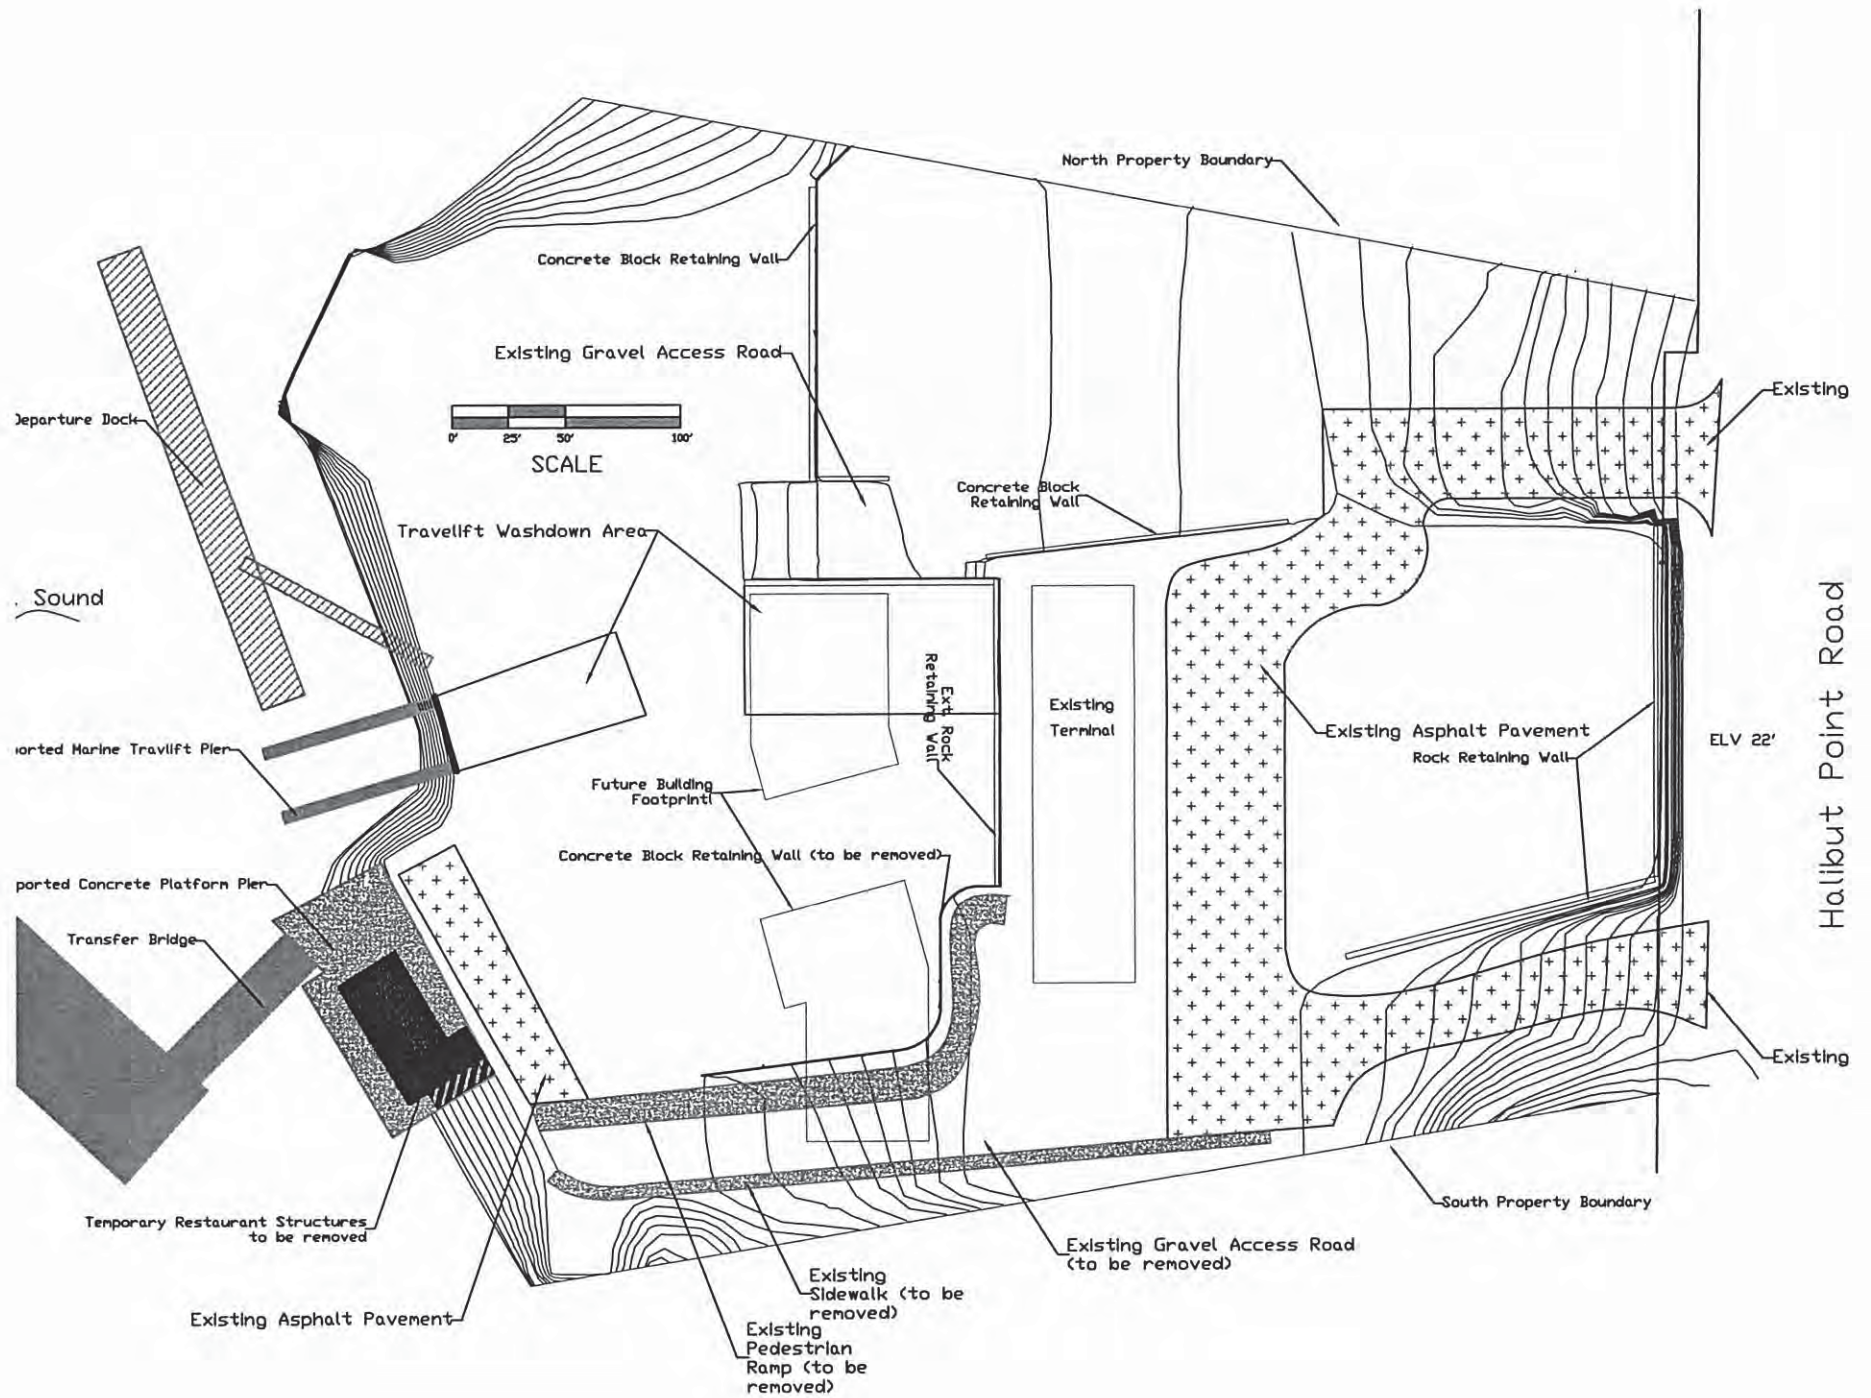 North Property Boundary
Concrete Block Retaining Wall
Existing Gravel Access Road
Existing
Departure Dock
0' 25' 50' 100'
SCALE
Concrete Block
Retaining Wall
Travelift Washdown Area
. Sound
Ext. Rock
Retaining Wall
Existing
Terminal
Existing Asphalt Pavement
Rock Retaining Wall
ELV 22'
Halibut Point Road
orted Marine Travlift Pier
Future Building
Footprint
Concrete Block Retaining Wall (to be removed)
ported Concrete Platform Pier
Transfer Bridge
Existing
Temporary Restaurant Structures
to be removed
South Property Boundary
Existing Gravel Access Road
(to be removed)
Existing
Sidewalk (to be
removed)
Existing Asphalt Pavement
Existing
Pedestrian
Ramp (to be
removed)